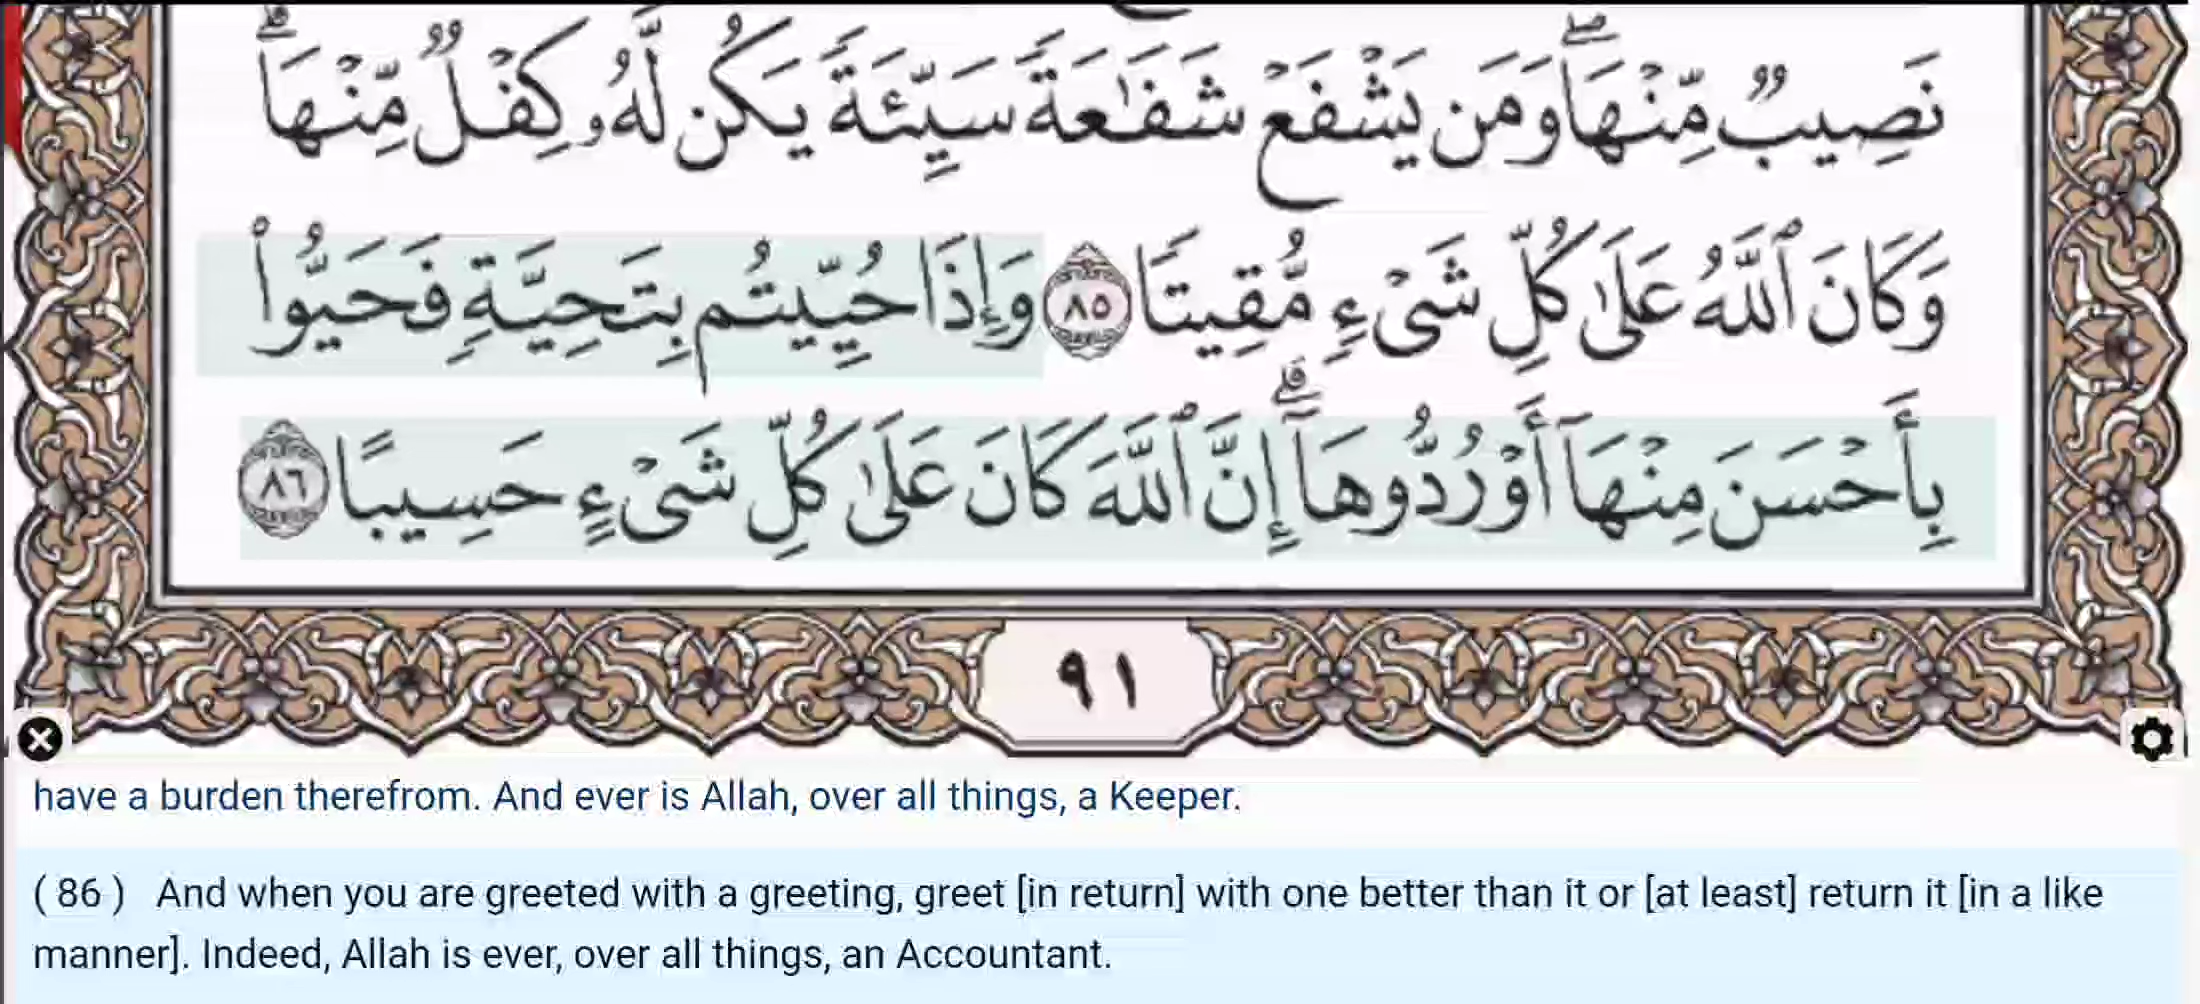 نَصِيبٌ مِّنْهَاۖ وَمَن يَشْفَعْ شَفَٰعَةً سَيِّئَةً يَكُن لَّهُۥ كِفْلٌ مِّنْهَاۗ
وَكَانَ ٱللَّهُ عَلَىٰ كُلِّ شَىْءٍ مُّقِيتًا ٨٥ وَإِذَا حُيِّيتُم بِتَحِيَّةٍ فَحَيُّوا۟
بِأَحْسَنَ مِنْهَآ أَوْ رُدُّوهَآۗ إِنَّ ٱللَّهَ كَانَ عَلَىٰ كُلِّ شَىْءٍ حَسِيبًا ٨٦
٩١
have a burden therefrom. And ever is Allah, over all things, a Keeper.
( 86 ) And when you are greeted with a greeting, greet [in return] with one better than it or [at least] return it [in a like
manner]. Indeed, Allah is ever, over all things, an Accountant.